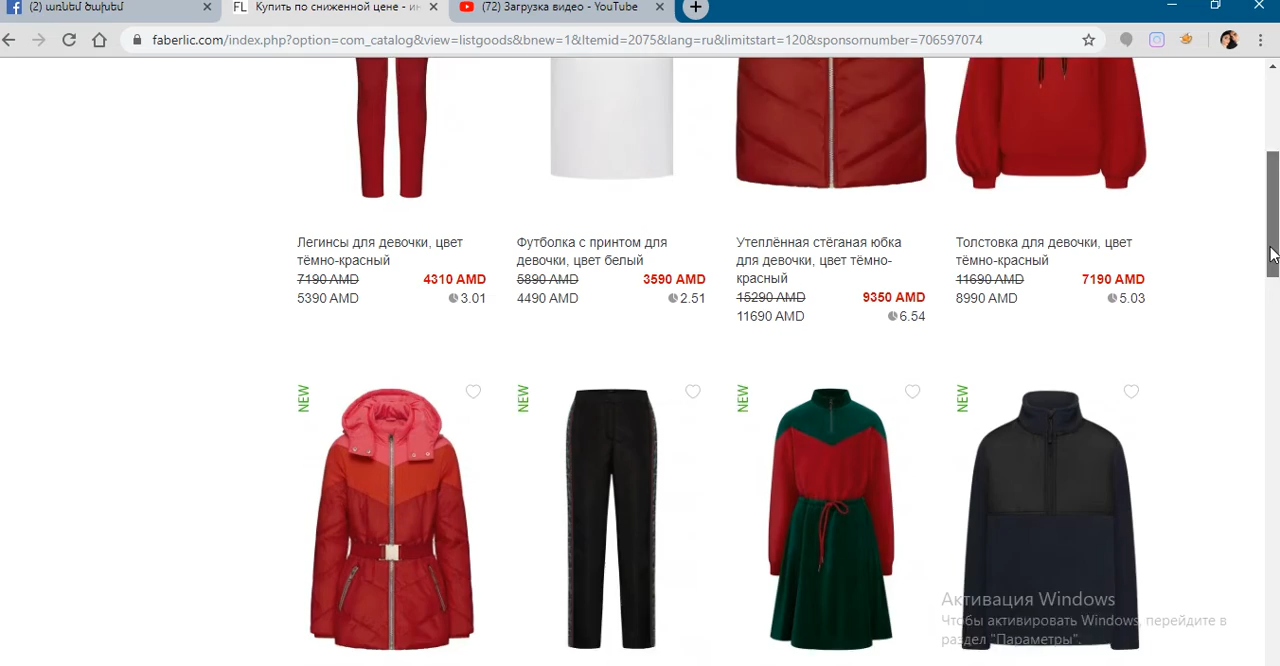 (2) առնեմ ծախեմ
FL Купить по сниженной цене - ин
(72) Загрузка видео - YouTube
faberlic.com/index.php?option=com_catalog&view=listgoods&bnew=1&Itemid=2075&lang=ru&limitstart=120&sponsornumber=706597074
Легинсы для девочки, цвет
тёмно-красный
7190 AMD 4310 AMD
5390 AMD 3.01
Футболка с принтом для
девочки, цвет белый
5890 AMD 3590 AMD
4490 AMD 2.51
Утеплённая стёганая юбка
для девочки, цвет тёмно-
красный
15290 AMD 9350 AMD
11690 AMD 6.54
Толстовка для девочки, цвет
тёмно-красный
11690 AMD 7190 AMD
8990 AMD 5.03
NEW
NEW
NEW
NEW
Активация Windows
Чтобы активировать Windows, перейдите в
раздел "Параметры".